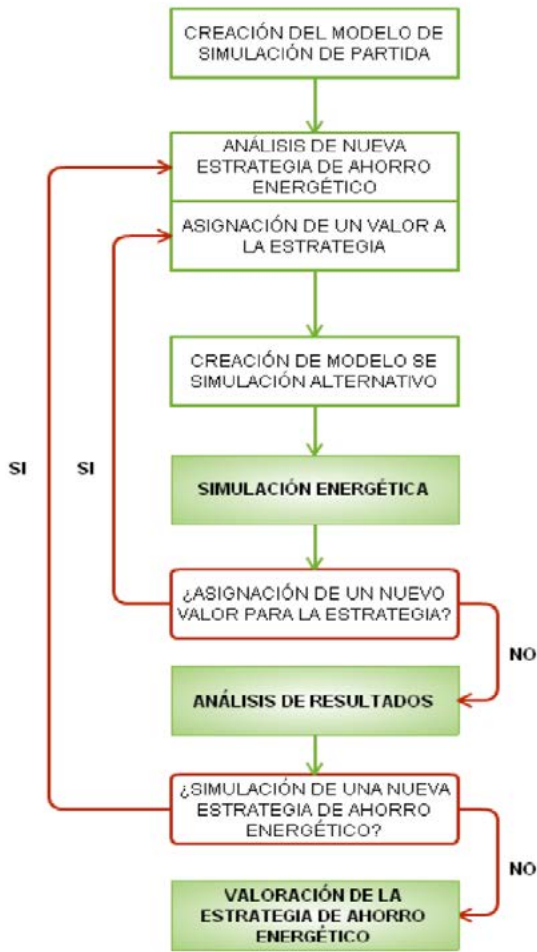 CREACIÓN DEL MODELO DE
SIMULACIÓN DE PARTIDA
ANÁLISIS DE NUEVA
ESTRATEGIA DE AHORRO
ENERGÉTICO
ASIGNACIÓN DE UN VALOR A
LA ESTRATEGIA
CREACIÓN DE MODELO SE
SIMULACIÓN ALTERNATIVO
SI
SI
SIMULACIÓN ENERGÉTICA
¿ASIGNACIÓN DE UN NUEVO
VALOR PARA LA ESTRATEGIA?
NO
ANÁLISIS DE RESULTADOS
¿SIMULACIÓN DE UNA NUEVA
ESTRATEGIA DE AHORRO
ENERGÉTICO?
NO
VALORACIÓN DE LA
ESTRATEGIA DE AHORRO
ENERGÉTICO